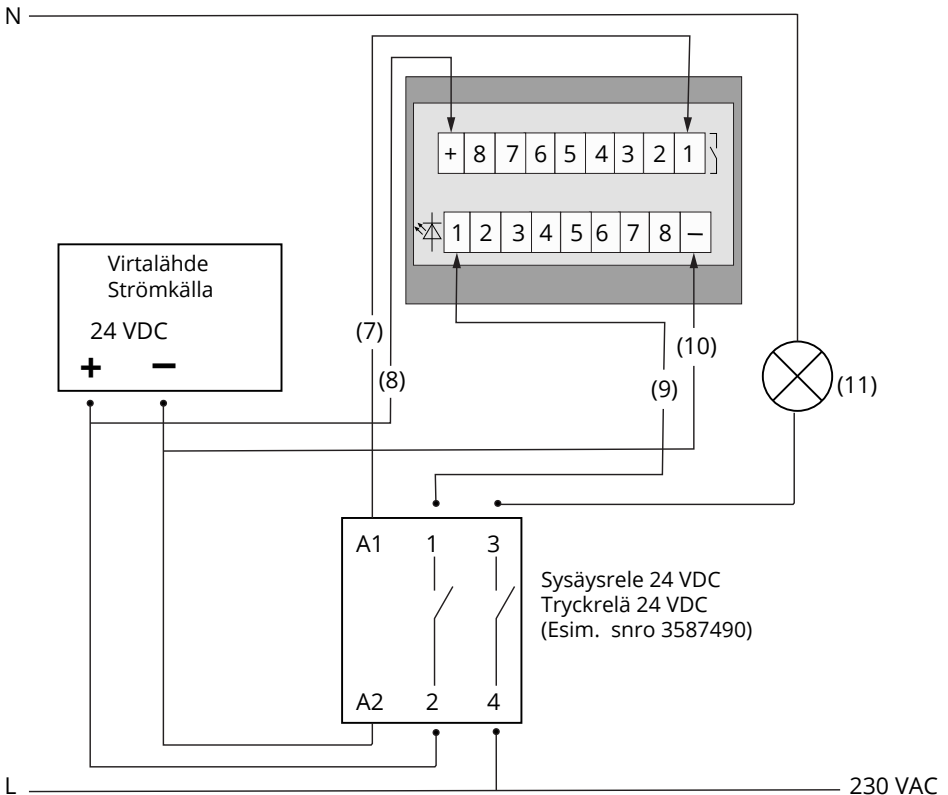 N
+ 8 7 6 5 4 3 2 1
1 2 3 4 5 6 7 8 –
Virtalähde
Strömkälla
24 VDC
+ –
(7)
(8)
(10)
(9)
(11)
A1 1 3
Sysäysrele 24 VDC
Tryckrelä 24 VDC
(Esim. snro 3587490)
A2 2 4
L
230 VAC